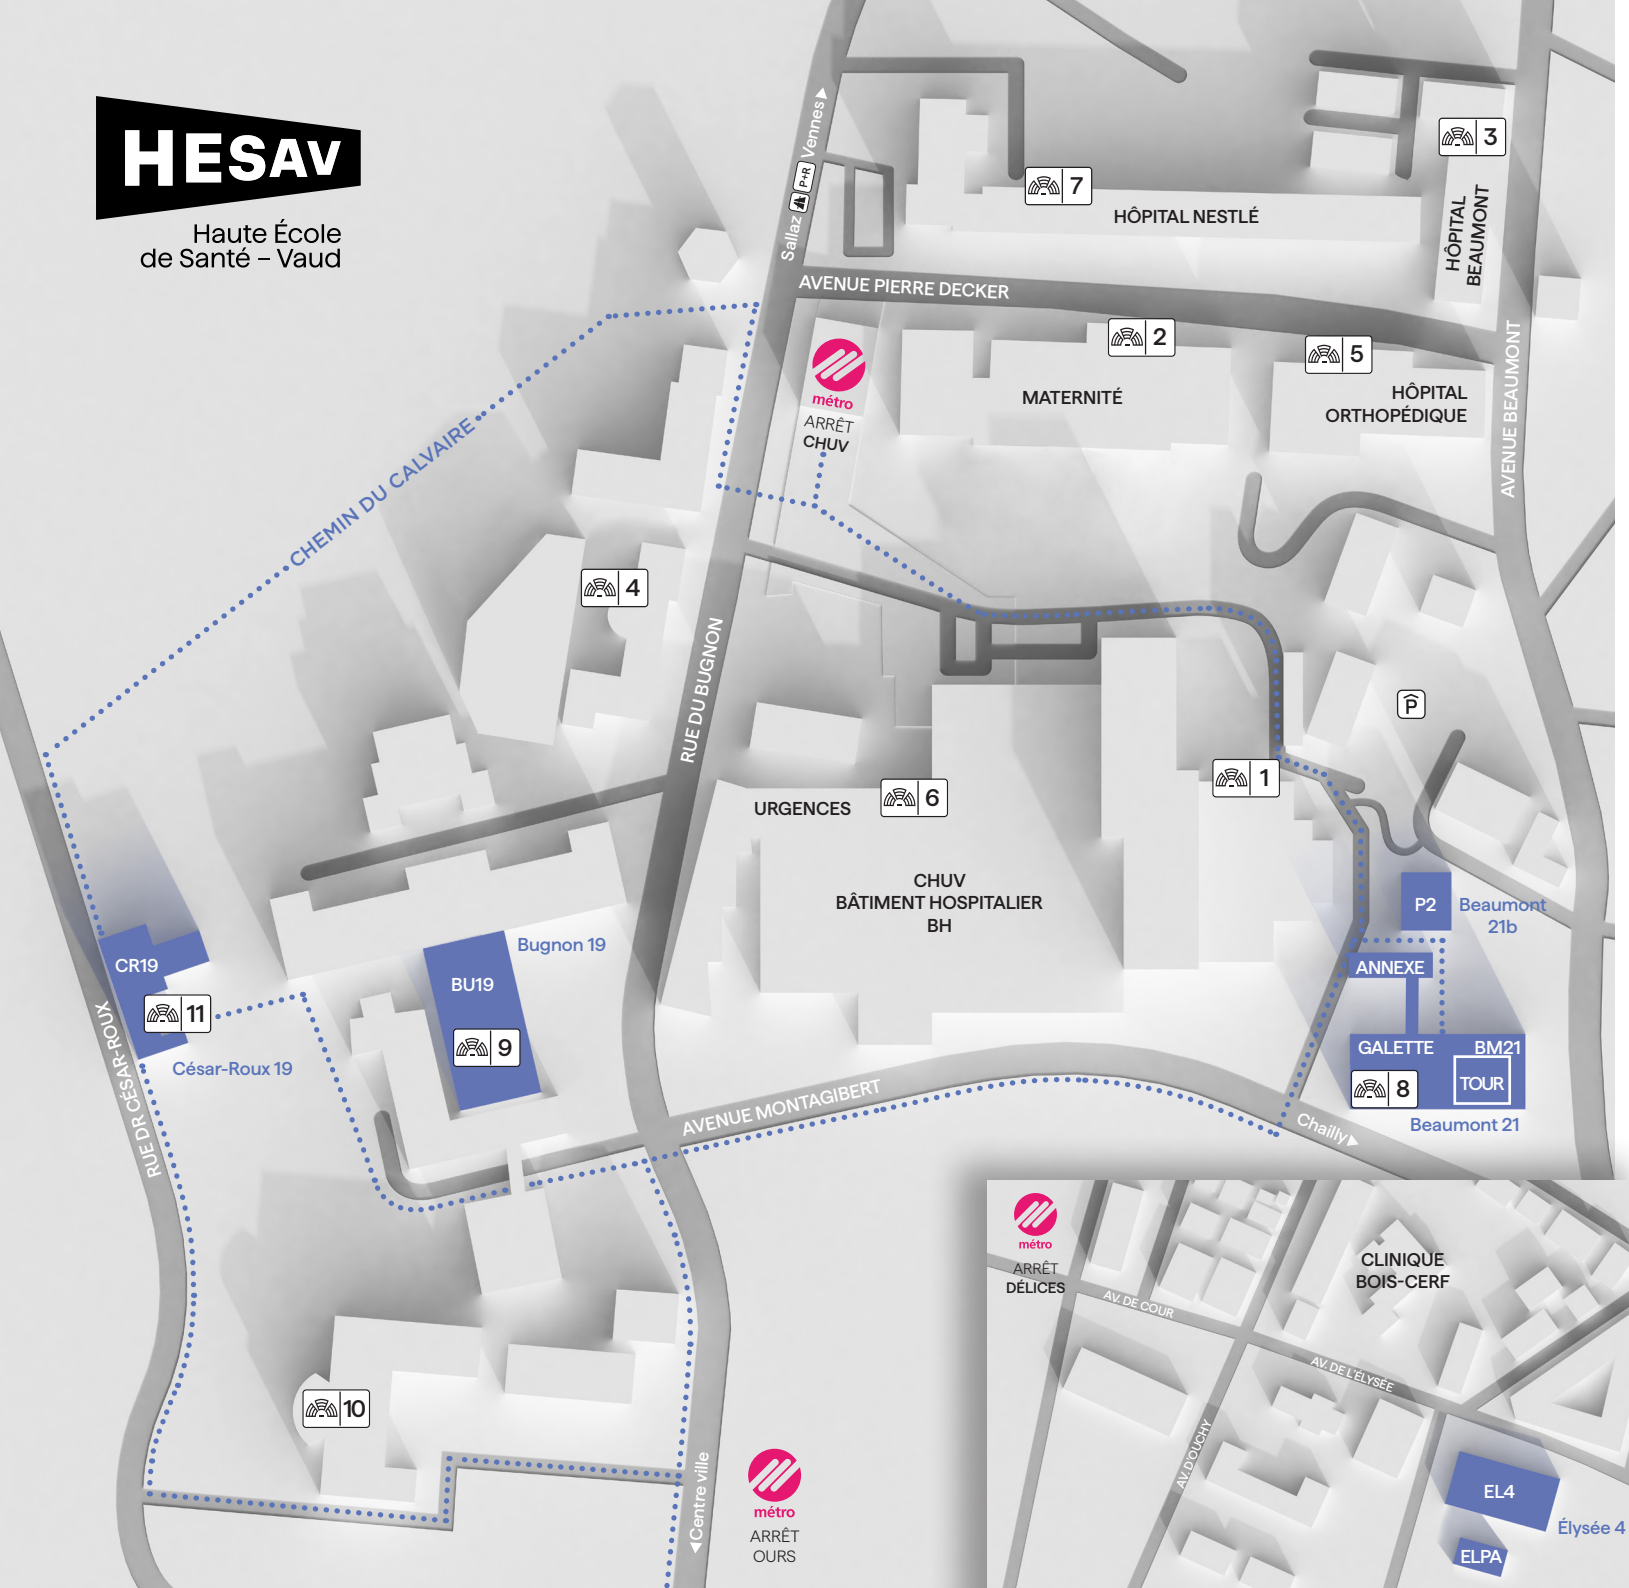 HESAV
Haute École
de Santé – Vaud
Sallaz P+R Vennes
3
7
HÔPITAL NESTLÉ
HÔPITAL
BEAUMONT
AVENUE PIERRE DECKER
2
5
MATERNITÉ
HÔPITAL
ORTHOPÉDIQUE
AVENUE BEAUMONT
métro
ARRÊT
CHUV
CHEMIN DU CALVAIRE
4
RUE DU BUGNON
P
1
URGENCES
6
CHUV
BÂTIMENT HOSPITALIER
BH
P2
Beaumont
21b
ANNEXE
GALETTE
BM21
8
TOUR
Beaumont 21
CR19
11
César-Roux 19
RUE DR CÉSAR-ROUX
Bugnon 19
BU19
9
AVENUE MONTAGIBERT
Chailly
10
Centre ville
métro
ARRÊT
OURS
métro
ARRÊT
DÉLICES
CLINIQUE
BOIS-CERF
AV. DE COUR
AV. DE L'ÉLYSÉE
AV. D'OUCHY
EL4
Élysée 4
ELPA